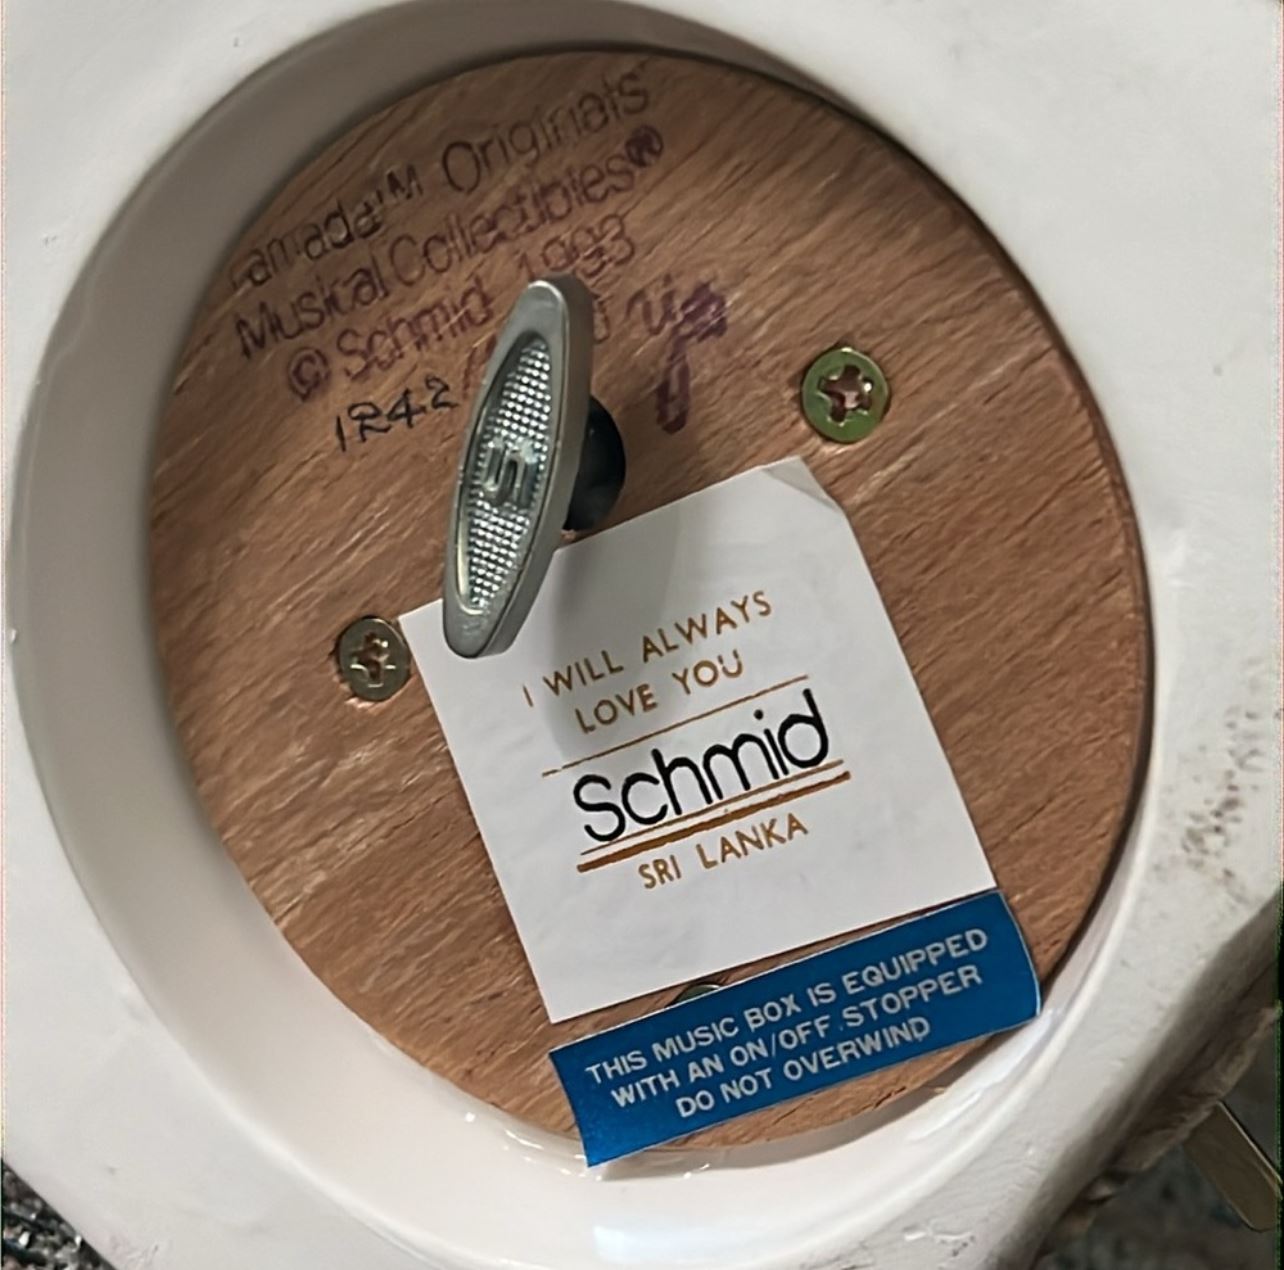 Originals
Musical Collectibles®
© Schmid 1993
1242
I WILL ALWAYS
LOVE YOU
Schmid
SRI LANKA
THIS MUSIC BOX IS EQUIPPED
WITH AN ON/OFF STOPPER
DO NOT OVERWIND